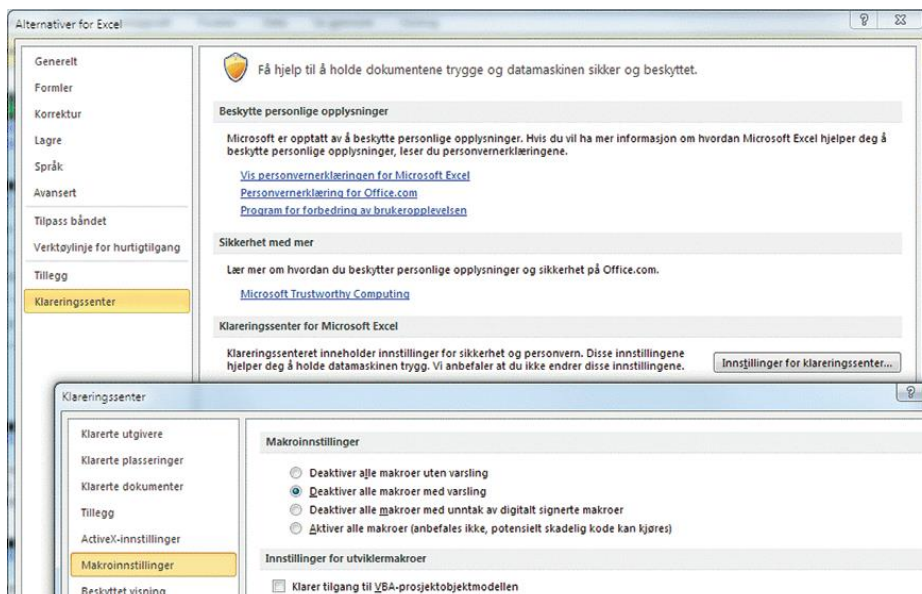 Alternativer for Excel
Generelt
Formler
Korrektur
Lagre
Språk
Avansert
Tilpass båndet
Verktøylinje for hurtigtilgang
Tillegg
Klareringssenter
Få hjelp til å holde dokumentene trygge og datamaskinen sikker og beskyttet.
Beskytte personlige opplysninger
Microsoft er opptatt av å beskytte personlige opplysninger. Hvis du vil ha mer informasjon om hvordan Microsoft Excel hjelper deg å
beskytte personlige opplysninger, leser du personvernerklæringene.
Vis personvernerklæringen for Microsoft Excel
Personvernerklæring for Office.com
Program for forbedring av brukeropplevelsen
Sikkerhet med mer
Lær mer om hvordan du beskytter personlige opplysninger og sikkerhet på Office.com.
Microsoft Trustworthy Computing
Klareringssenter for Microsoft Excel
Klareringssenteret inneholder innstillinger for sikkerhet og personvern. Disse innstillingene
hjelper deg å holde datamaskinen trygg. Vi anbefaler at du ikke endrer disse innstillingene.
Innstillinger for klareringssenter...
Klareringssenter
Klarerte utgivere
Klarerte plasseringer
Klarerte dokumenter
Tillegg
ActiveX-innstillinger
Makroinnstillinger
Beskyttet visning
Makroinnstillinger
Deaktiver alle makroer uten varsling
Deaktiver alle makroer med varsling
Deaktiver alle makroer med unntak av digitalt signerte makroer
Aktiver alle makroer (anbefales ikke, potensielt skadelig kode kan kjøres)
Innstillinger for utviklermakroer
Klarer tilgang til VBA-prosjektobjektmodellen